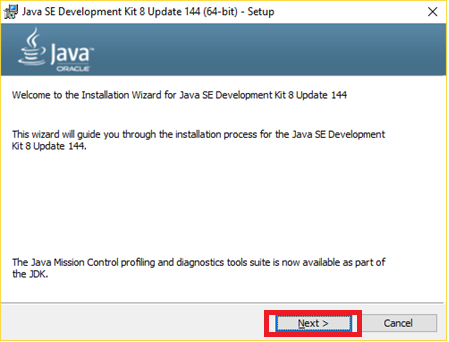 Java SE Development Kit 8 Update 144 (64-bit) - Setup
Java™
ORACLE
Welcome to the Installation Wizard for Java SE Development Kit 8 Update 144
This wizard will guide you through the installation process for the Java SE Development
Kit 8 Update 144.
The Java Mission Control profiling and diagnostics tools suite is now available as part of
the JDK.
Next > Cancel